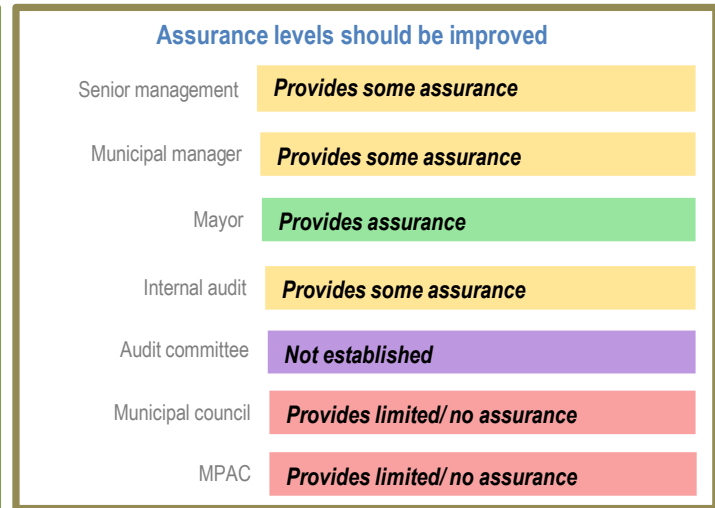 Assurance levels should be improved
Senior management Provides some assurance
Municipal manager Provides some assurance
Mayor Provides assurance
Internal audit Provides some assurance
Audit committee Not established
Municipal council Provides limited/ no assurance
MPAC Provides limited/ no assurance